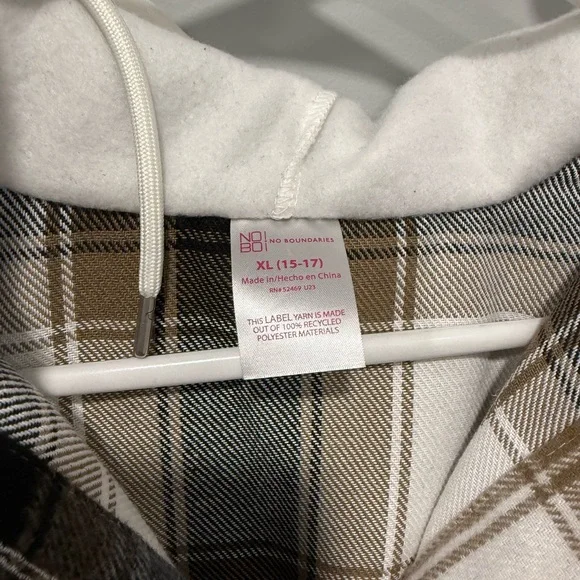 NO
BO
NO BOUNDARIES
XL (15-17)
Made in/Hecho en China
RN# 52469 U23
THIS LABEL YARN IS MADE
OUT OF 100% RECYCLED
POLYESTER MATERIALS